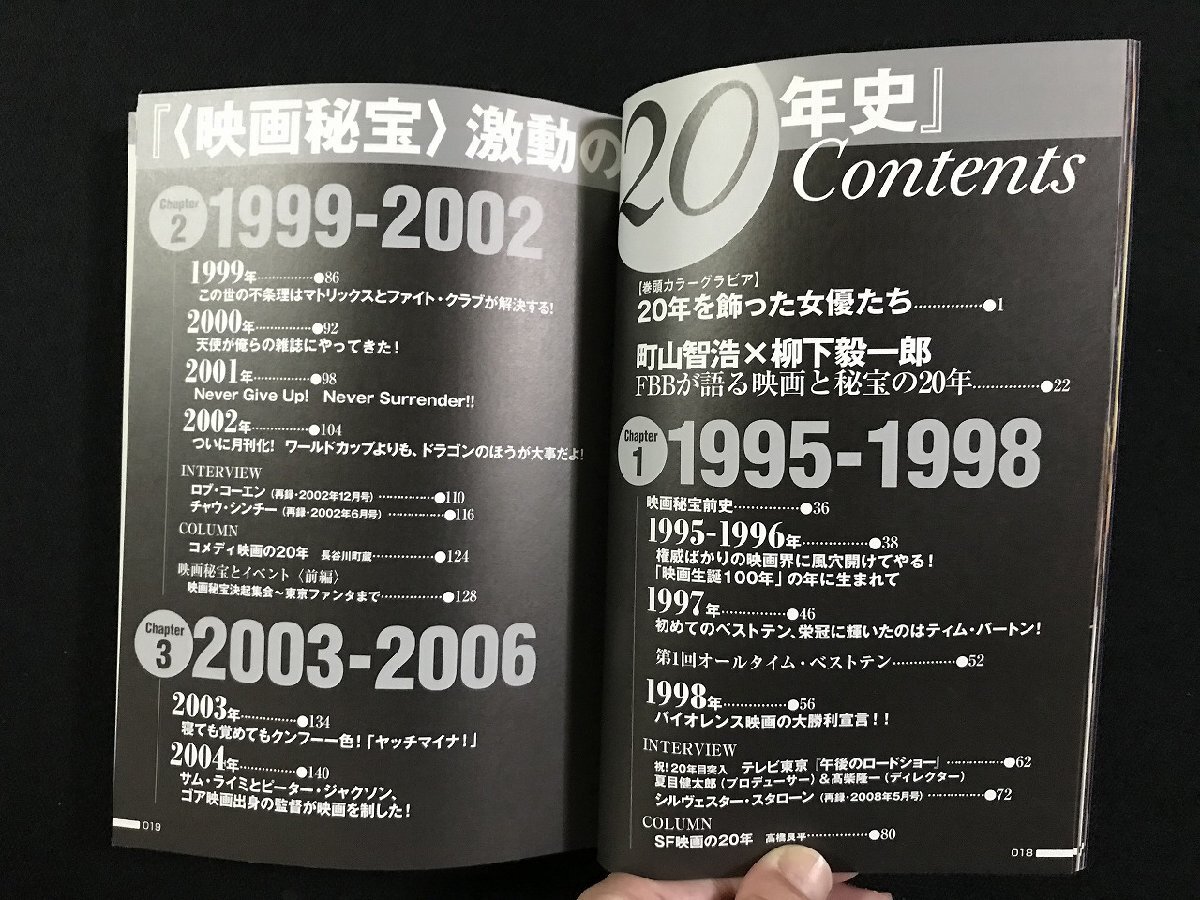 『〈映画秘宝〉激動の20年史』
Contents
【巻頭カラーグラビア】
20年を飾った女優たち……………●1
町山智浩×柳下毅一郎
FBBが語る映画と秘宝の20年……………●22
Chapter 1 1995-1998
映画秘宝前史……………●36
1995-1996年……………●38
権威ばかりの映画界に風穴開けてやる!
「映画生誕100年」の年に生まれて
1997年……………●46
初めてのベストテン、栄冠に輝いたのはティム・バートン!
第1回オールタイム・ベストテン……………●52
1998年……………●56
バイオレンス映画の大勝利宣言!!
INTERVIEW
祝!20年目突入 テレビ東京「午後のロードショー」……………●62
夏目健太郎(プロデューサー)&高柴隆一(ディレクター)
シルヴェスター・スタローン(再録・2008年5月号)……………●72
COLUMN
SF映画の20年 高橋良平……………●80
018
Chapter 2 1999-2002
1999年……………●86
この世の不条理はマトリックスとファイト・クラブが解決する!
2000年……………●92
天使が俺らの雑誌にやってきた!
2001年……………●98
Never Give Up! Never Surrender!!
2002年……………●104
ついに月刊化! ワールドカップよりも、ドラゴンのほうが大事だよ!
INTERVIEW
ロブ・コーエン(再録・2002年12月号)……………●110
チャウ・シンチー(再録・2002年6月号)……………●116
COLUMN
コメディ映画の20年 長谷川町蔵……………●124
映画秘宝とイベント〈前編〉
映画秘宝決起集会~東京ファンタまで……………●128
Chapter 3 2003-2006
2003年……………●134
寝ても覚めてもクンフー一色!「ヤッチマイナ!」
2004年……………●140
サム・ライミとピーター・ジャクソン、
ゴア映画出身の監督が映画を制した!
019